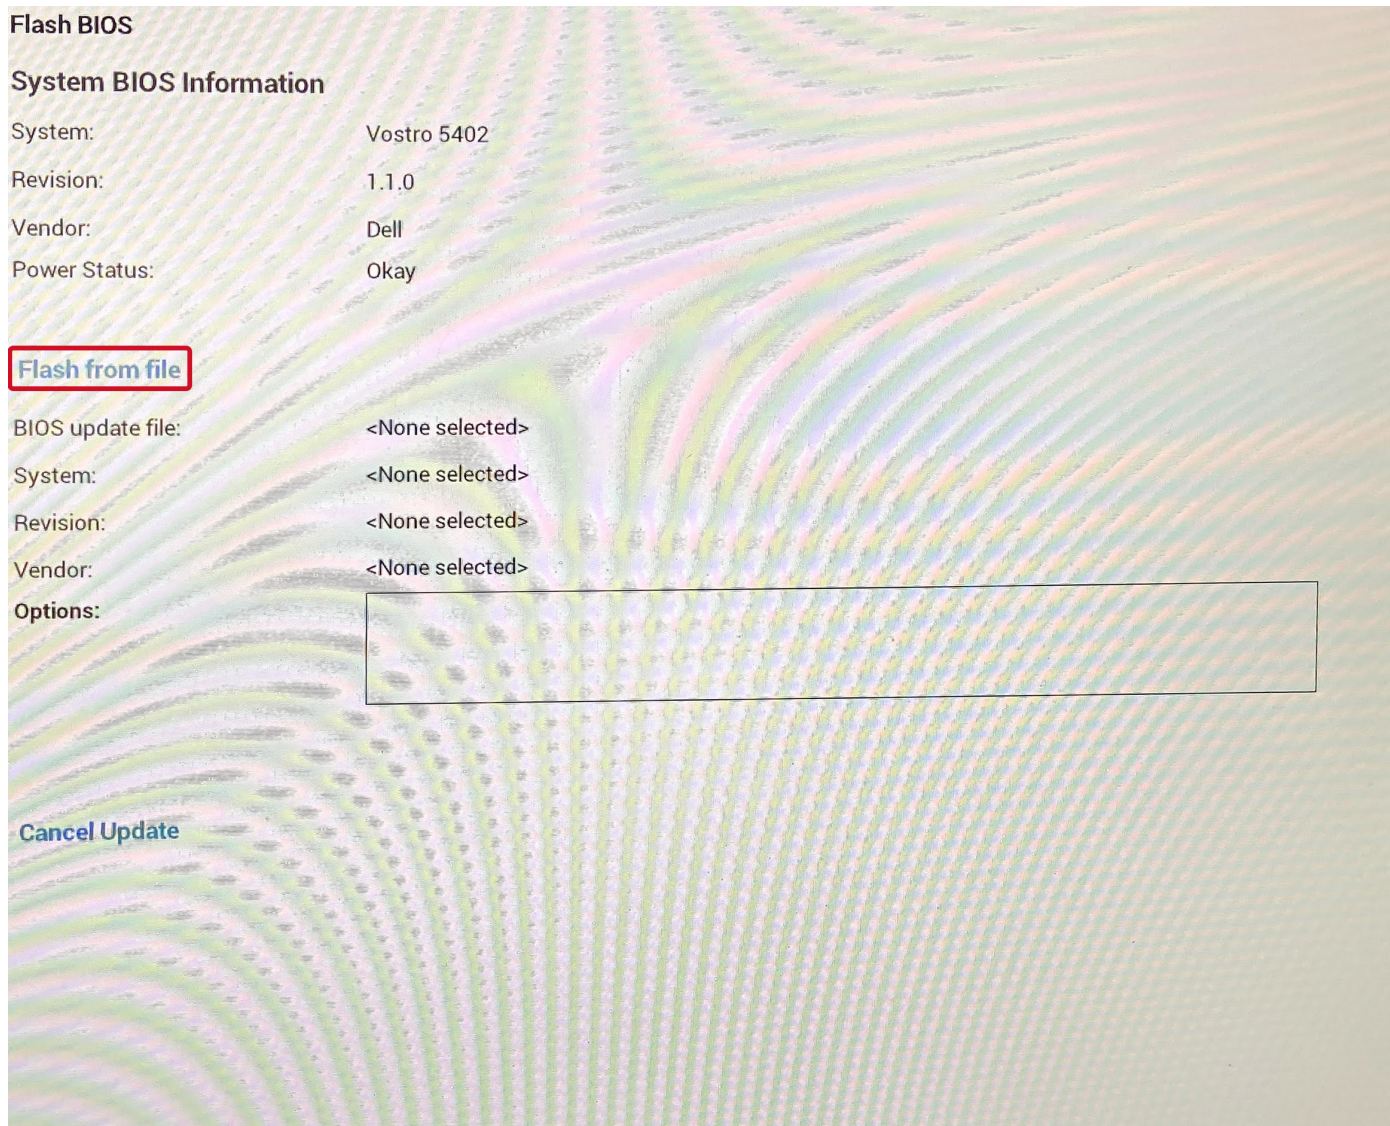 Flash BIOS
System BIOS Information
System: Vostro 5402
Revision: 1.1.0
Vendor: Dell
Power Status: Okay
Flash from file
BIOS update file: <None selected>
System: <None selected>
Revision: <None selected>
Vendor: <None selected>
Options:
Cancel Update